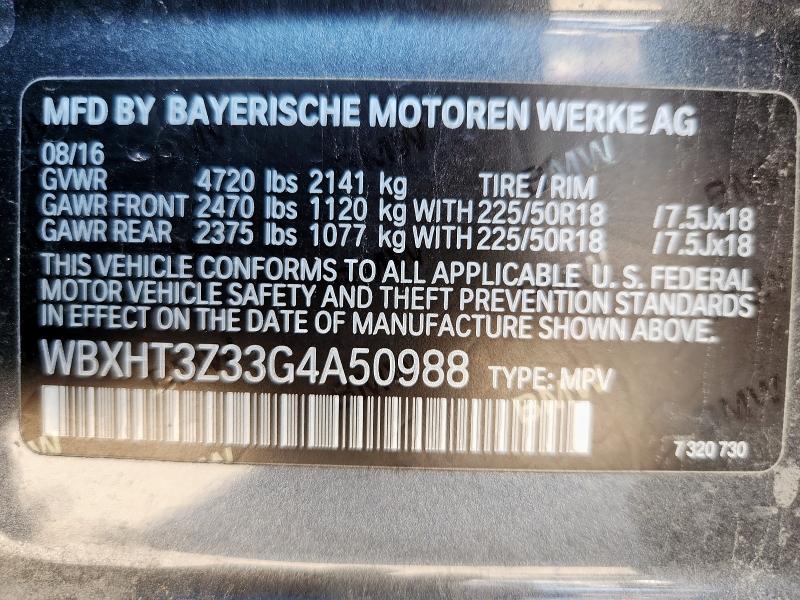 MFD BY BAYERISCHE MOTOREN WERKE AG
08/16
GVWR 4720 lbs 2141 kg TIRE / RIM
GAWR FRONT 2470 lbs 1120 kg WITH 225/50R18 / 7.5Jx18
GAWR REAR 2375 lbs 1077 kg WITH 225/50R18 / 7.5Jx18
THIS VEHICLE CONFORMS TO ALL APPLICABLE U. S. FEDERAL
MOTOR VEHICLE SAFETY AND THEFT PREVENTION STANDARDS
IN EFFECT ON THE DATE OF MANUFACTURE SHOWN ABOVE.
WBXHT3Z33G4A50988 TYPE: MPV
7 320 730